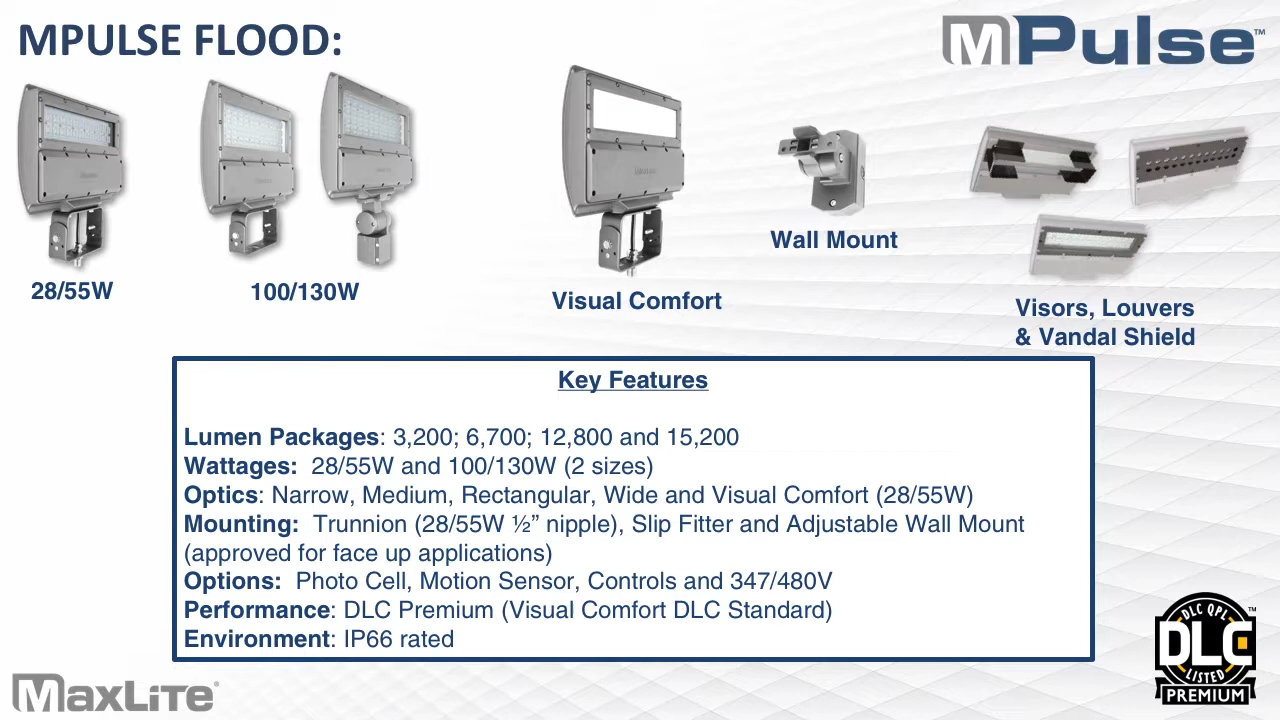 MPULSE FLOOD:
MPulse™
28/55W
100/130W
Visual Comfort
Wall Mount
Visors, Louvers
& Vandal Shield
Key Features
Lumen Packages: 3,200; 6,700; 12,800 and 15,200
Wattages:  28/55W and 100/130W (2 sizes)
Optics: Narrow, Medium, Rectangular, Wide and Visual Comfort (28/55W)
Mounting:  Trunnion (28/55W ½” nipple), Slip Fitter and Adjustable Wall Mount
(approved for face up applications)
Options:  Photo Cell, Motion Sensor, Controls and 347/480V
Performance: DLC Premium (Visual Comfort DLC Standard)
Environment: IP66 rated
MAXLITE®
DLC QPL™
DLC
LISTED
PREMIUM